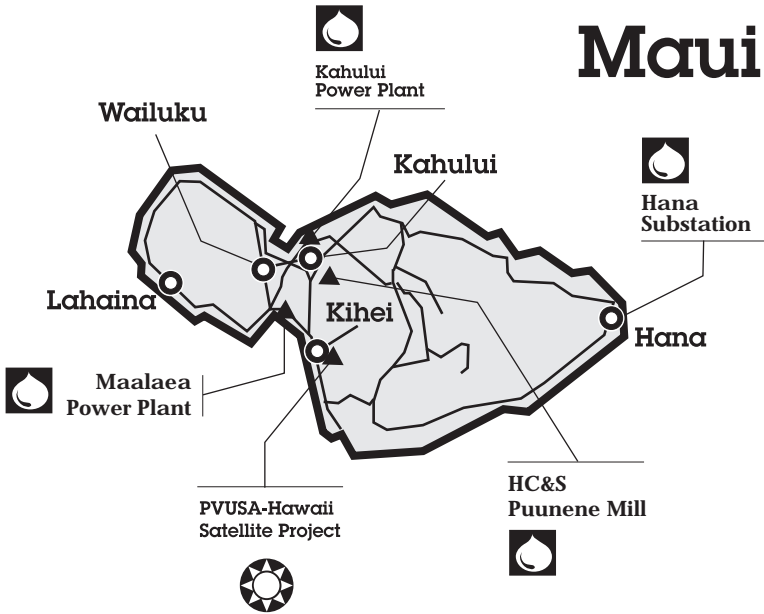 Maui
Kahului
Power Plant
Wailuku
Kahului
Hana
Substation
Lahaina
Kihei
Hana
Maalaea
Power Plant
HC&S
Puunene Mill
PVUSA-Hawaii
Satellite Project